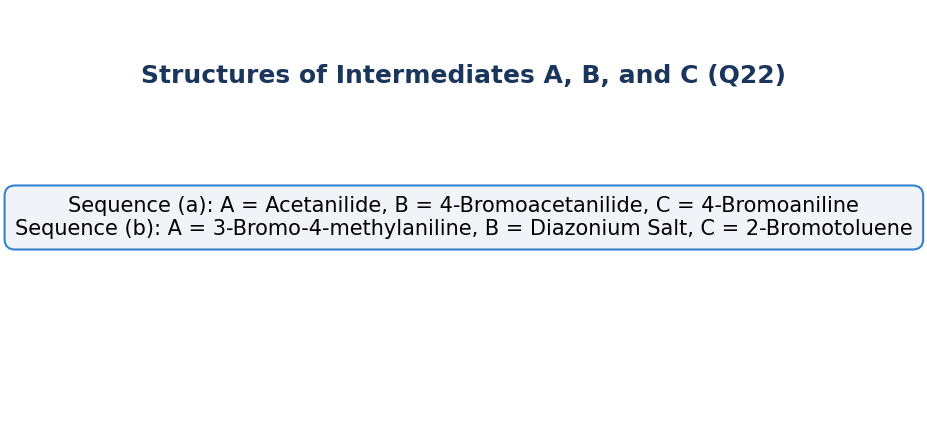 Structures of Intermediates A, B, and C (Q22)
Sequence (a): A = Acetanilide, B = 4-Bromoacetanilide, C = 4-Bromoaniline
Sequence (b): A = 3-Bromo-4-methylaniline, B = Diazonium Salt, C = 2-Bromotoluene